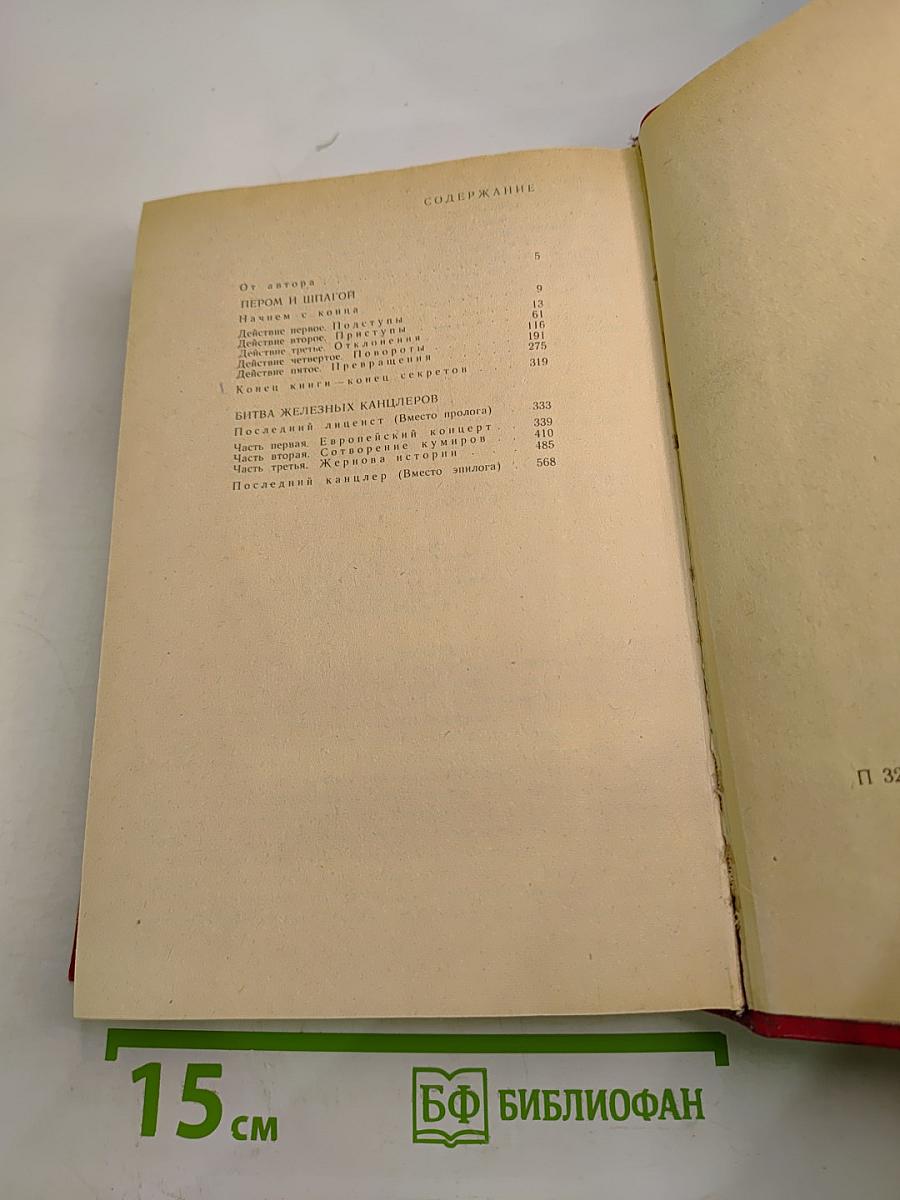 СОДЕРЖАНИЕ
От автора . . . . . . . . . . 5
ПЕРОМ И ШПАГОЙ
Начнем с конца . . . . . . . . 9
Действие первое. Подступы . . . . . 13
Действие второе. Приступы . . . . . 61
Действие третье. Отклонения . . . . 116
Действие четвертое. Повороты . . . . 191
Действие пятое. Превращения . . . . 275
Конец книги — конец секретов . . . . 319
БИТВА ЖЕЛЕЗНЫХ КАНЦЛЕРОВ
Последний лицеист (Вместо пролога) . 333
Часть первая. Европейский концерт . . 339
Часть вторая. Сотворение кумиров . . 410
Часть третья. Жернова истории . . . 485
Последний канцлер (Вместо эпилога) . 568
П 32
15 см
БФ БИБЛИОФАН